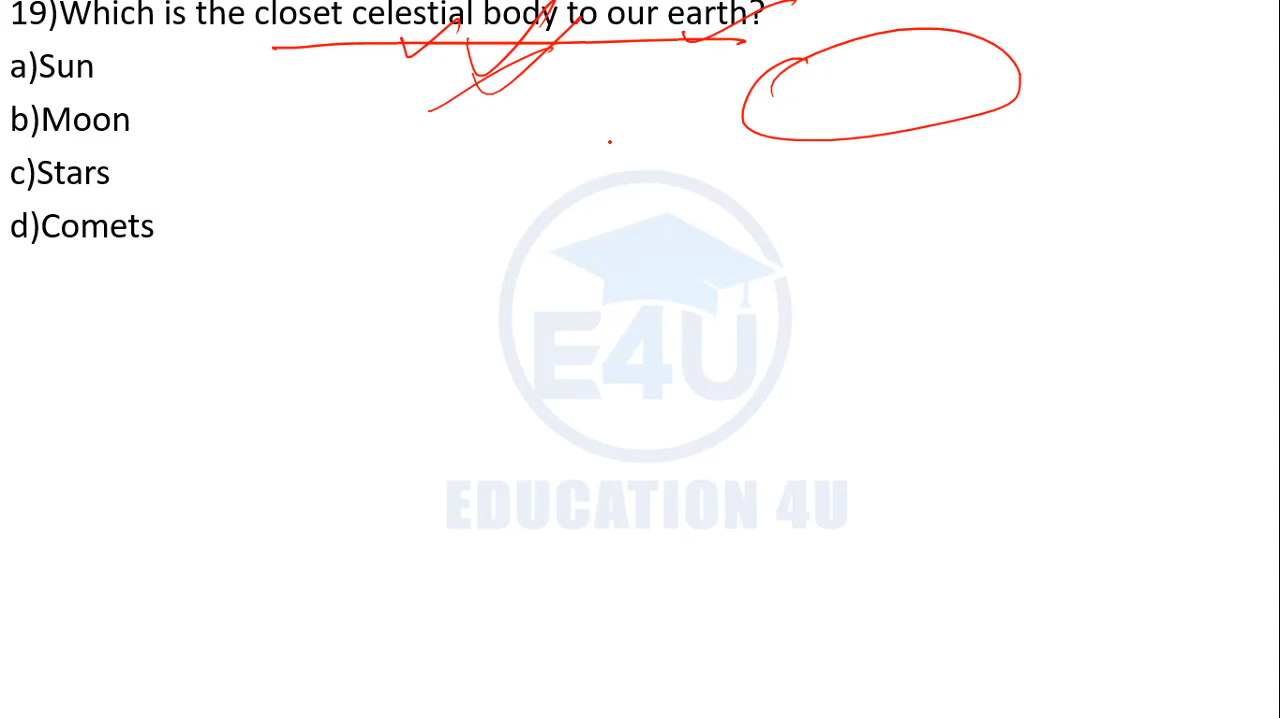 19)Which is the closet celestial body to our earth?
a)Sun
b)Moon
c)Stars
d)Comets
E4U
EDUCATION 4U